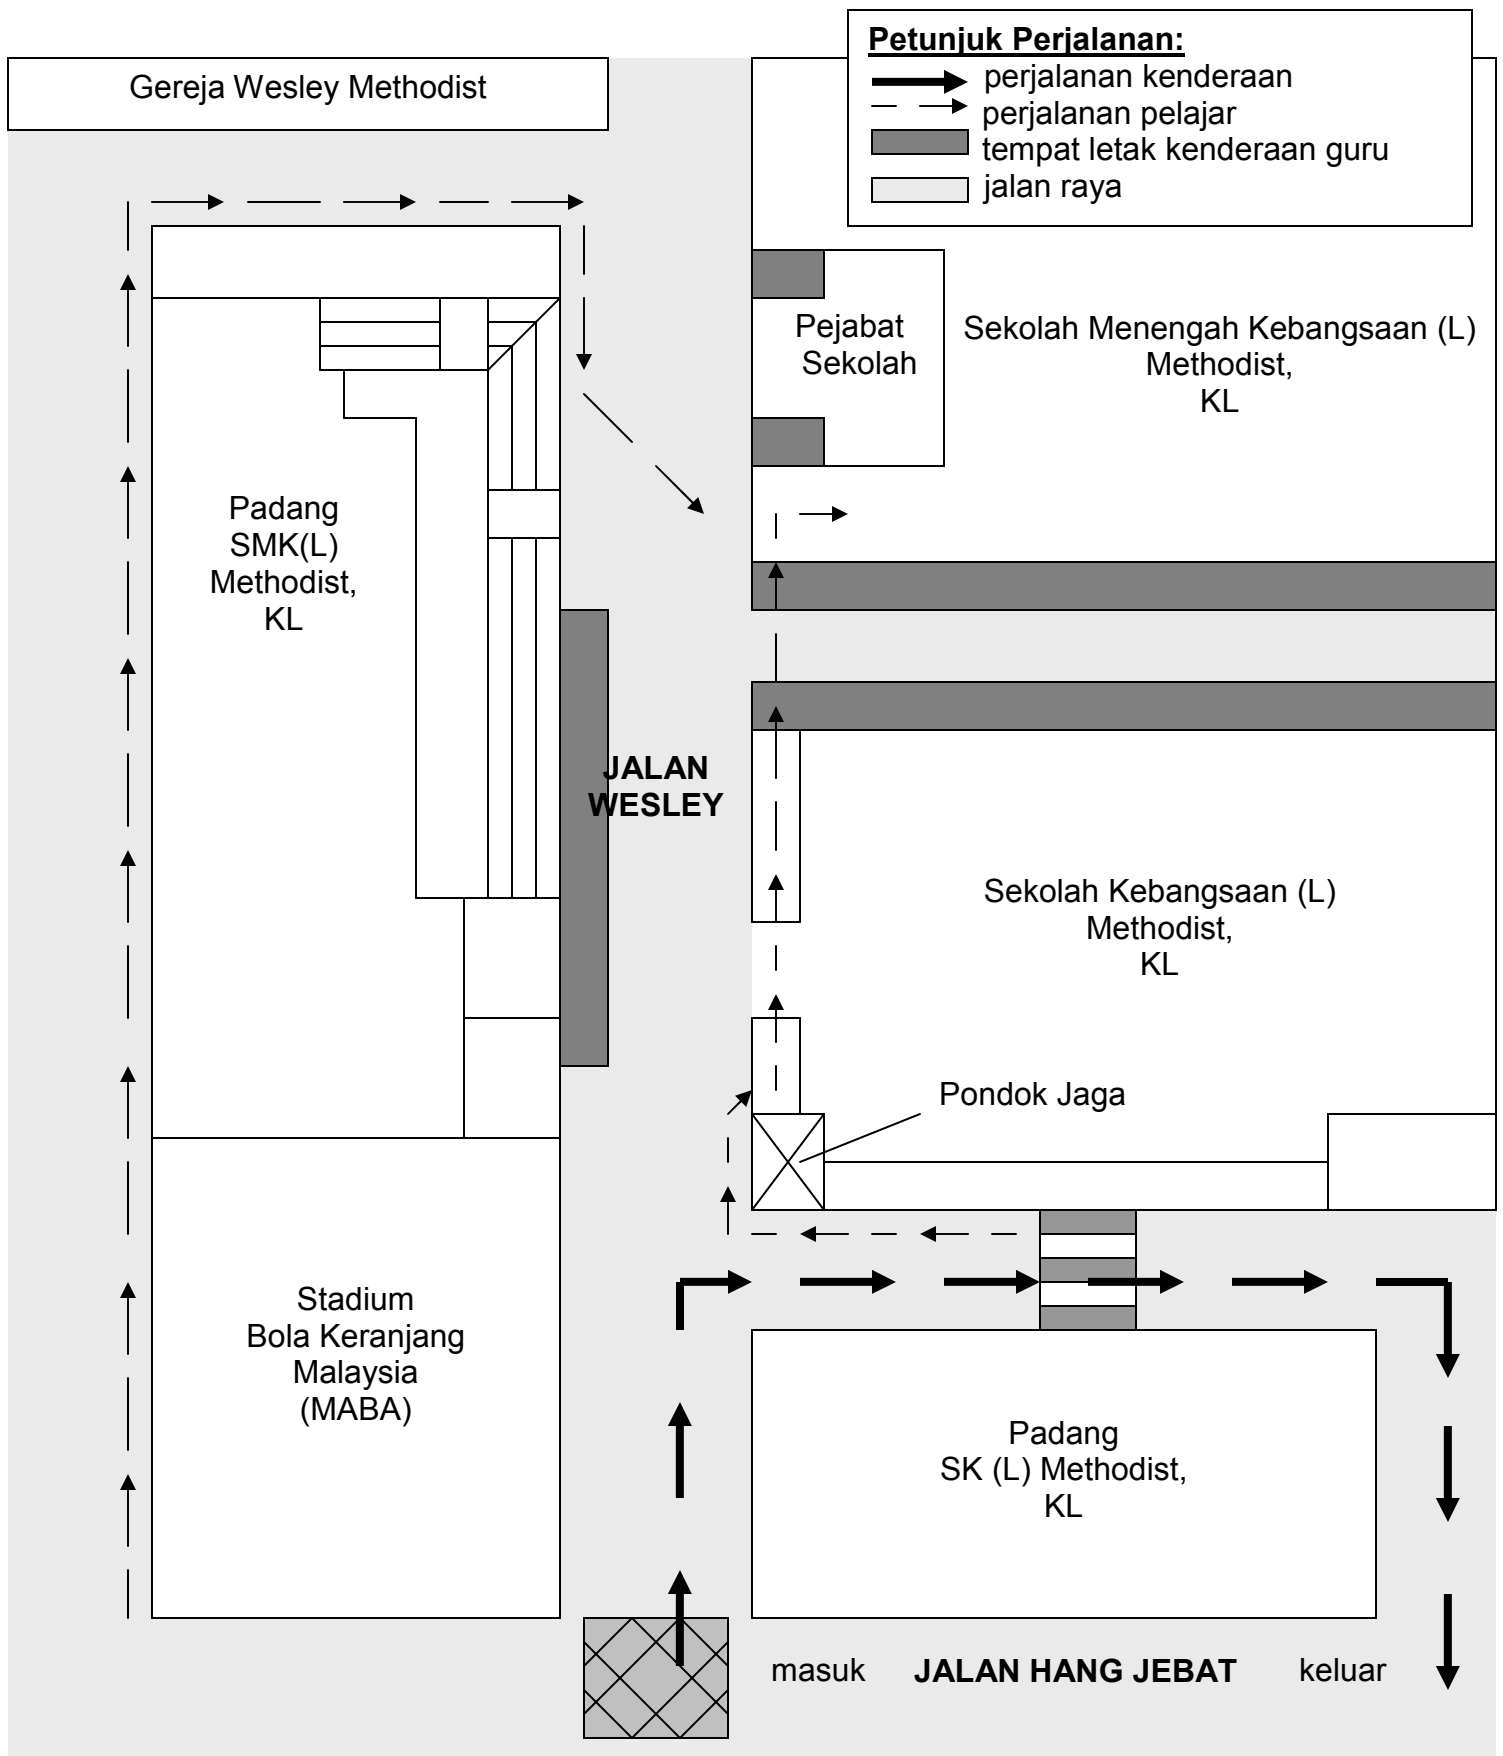 Petunjuk Perjalanan:
perjalanan kenderaan
perjalanan pelajar
tempat letak kenderaan guru
jalan raya
Gereja Wesley Methodist
Pejabat
Sekolah
Sekolah Menengah Kebangsaan (L)
Methodist,
KL
Padang
SMK(L)
Methodist,
KL
JALAN
WESLEY
Sekolah Kebangsaan (L)
Methodist,
KL
Pondok Jaga
Stadium
Bola Keranjang
Malaysia
(MABA)
Padang
SK (L) Methodist,
KL
masuk JALAN HANG JEBAT keluar